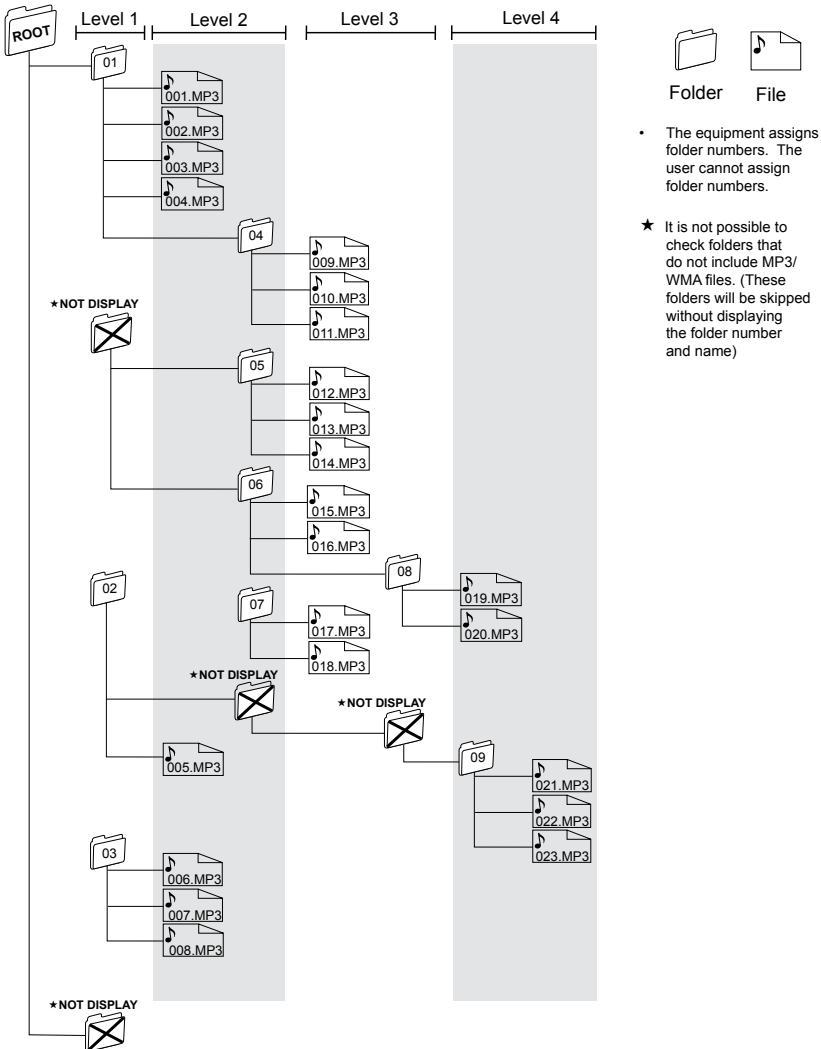 ROOT
Level 1
Level 2
Level 3
Level 4
01
001.MP3
002.MP3
003.MP3
004.MP3
04
009.MP3
010.MP3
011.MP3
★NOT DISPLAY
05
012.MP3
013.MP3
014.MP3
06
015.MP3
016.MP3
08
019.MP3
020.MP3
02
07
017.MP3
018.MP3
★NOT DISPLAY
★NOT DISPLAY
09
021.MP3
022.MP3
023.MP3
005.MP3
03
006.MP3
007.MP3
008.MP3
★NOT DISPLAY
Folder
File
• The equipment assigns
folder numbers. The
user cannot assign
folder numbers.
★ It is not possible to
check folders that
do not include MP3/
WMA files. (These
folders will be skipped
without displaying
the folder number
and name)